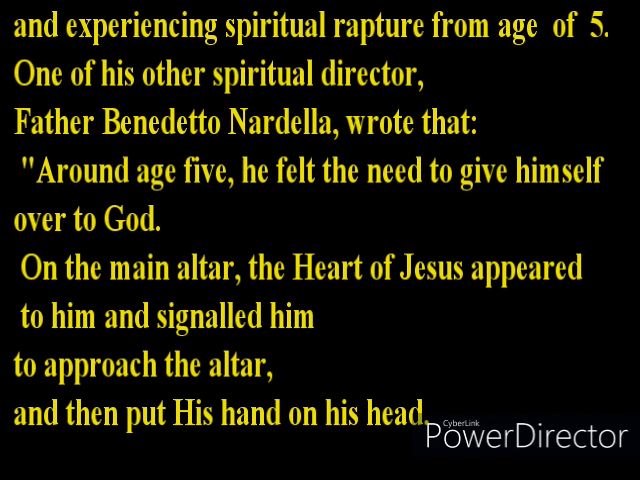 and experiencing spiritual rapture from age of 5.
One of his other spiritual director,
Father Benedetto Nardella, wrote that:
"Around age five, he felt the need to give himself
over to God.
On the main altar, the Heart of Jesus appeared
to him and signalled him
to approach the altar,
and then put His hand on his head.
CyberLink
PowerDirector